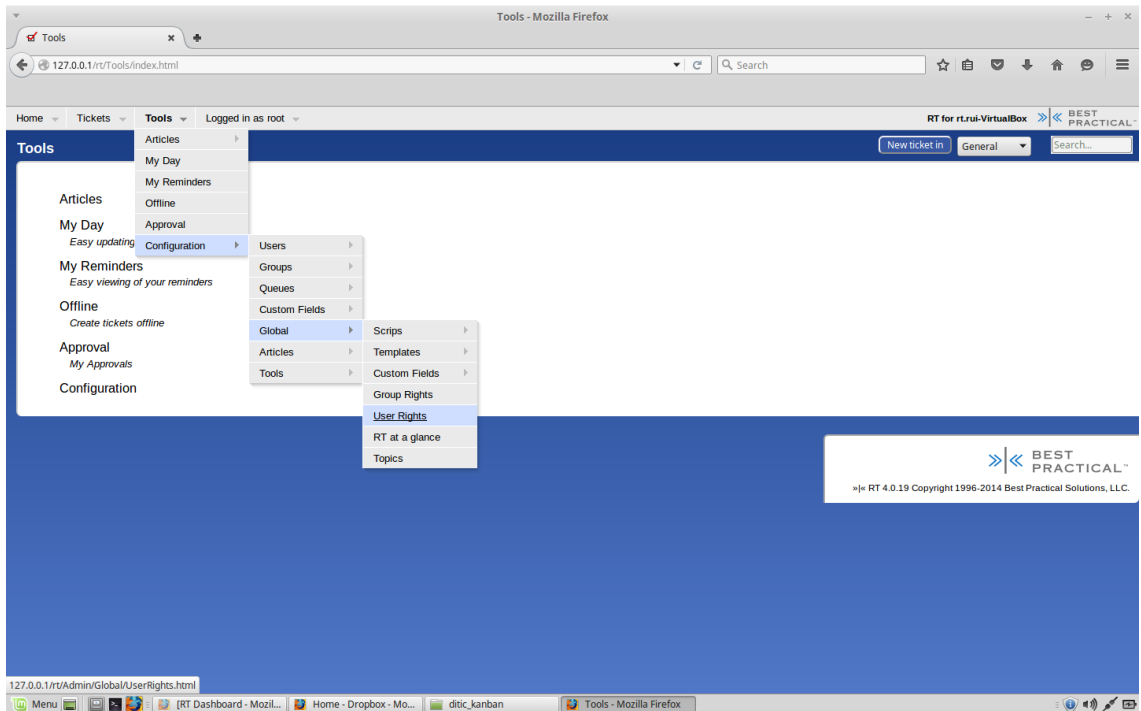 Tools - Mozilla Firefox
Tools
127.0.0.1/rt/Tools/index.html
Search
Home Tickets Tools Logged in as root
RT for rt.rui-VirtualBox
BEST PRACTICAL™
Tools
New ticket in General Search...
Articles
My Day
My Reminders
Offline
Approval
Configuration
Users
Groups
Queues
Custom Fields
Global
Articles
Tools
Scrips
Templates
Custom Fields
Group Rights
User Rights
RT at a glance
Topics
Articles
My Day
Easy updating
My Reminders
Easy viewing of your reminders
Offline
Create tickets offline
Approval
My Approvals
Configuration
BEST PRACTICAL™
»|« RT 4.0.19 Copyright 1996-2014 Best Practical Solutions, LLC.
127.0.0.1/rt/Admin/Global/UserRights.html
Menu [RT Dashboard - Mozil... Home - Dropbox - Mo... ditic_kanban Tools - Mozilla Firefox